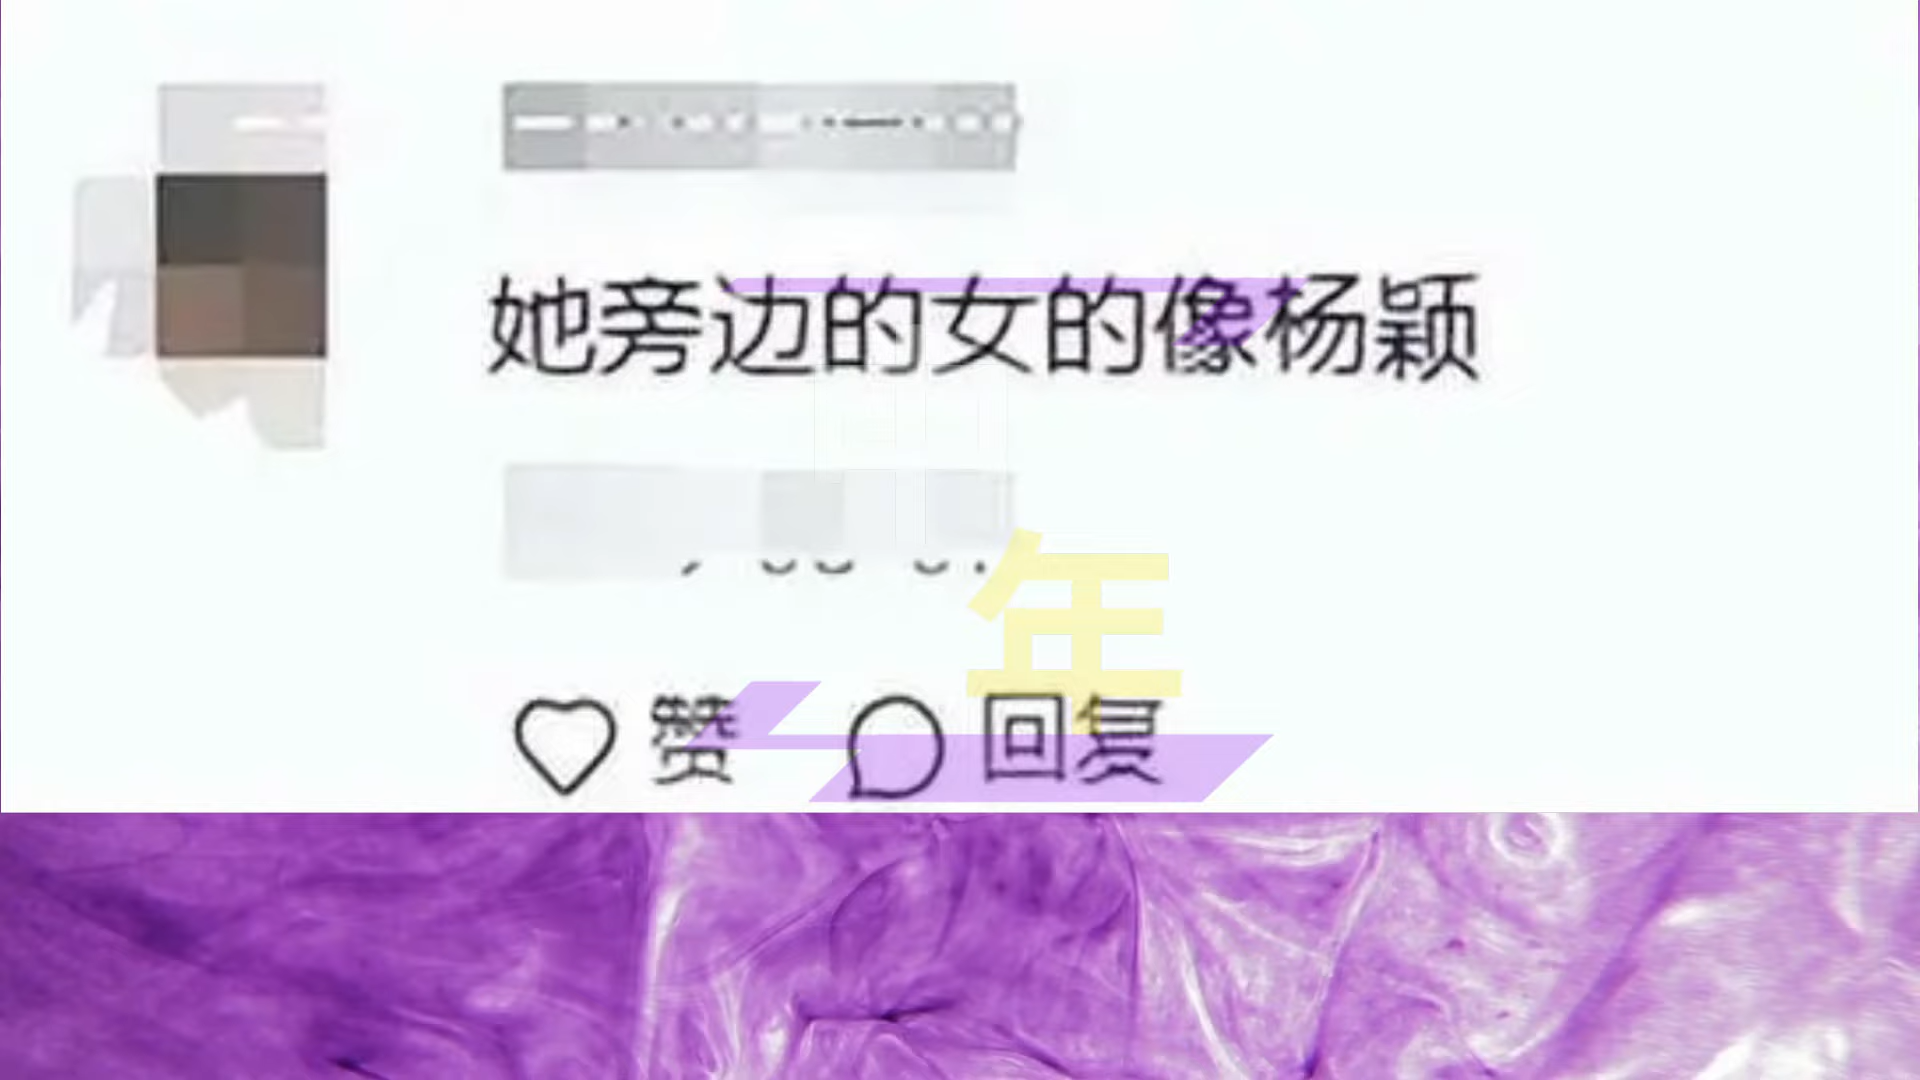 她旁边的女的像杨颖
年
赞 回复